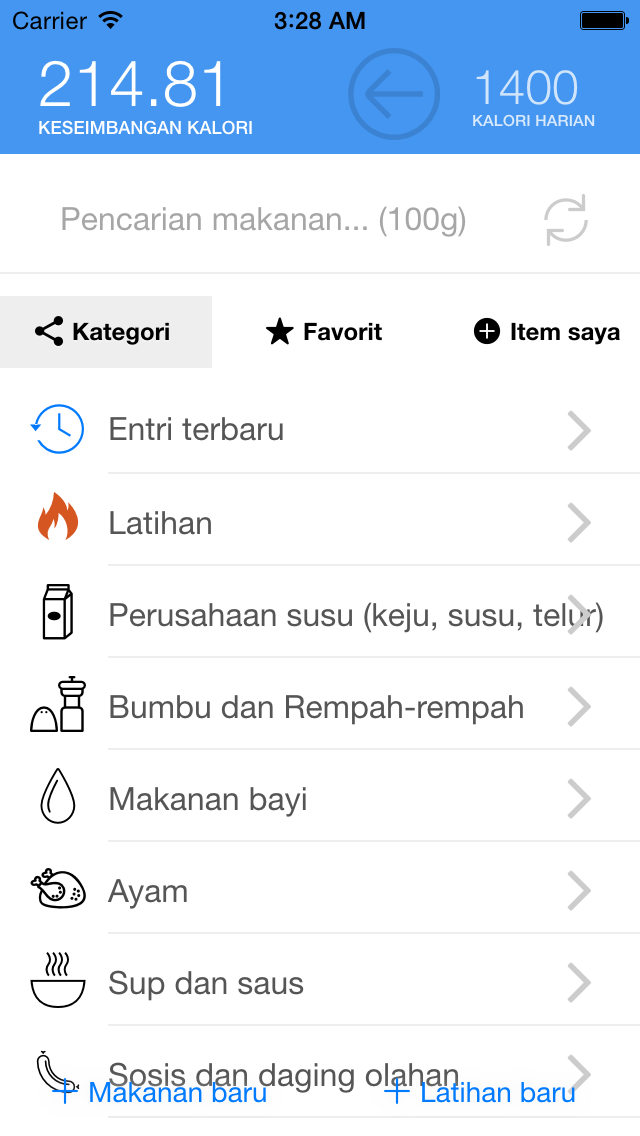 Carrier 3:28 AM
214.81 1400
KESEIMBANGAN KALORI KALORI HARIAN
Pencarian makanan... (100g)
Kategori Favorit Item saya
Entri terbaru
Latihan
Perusahaan susu (keju, susu, telur)
Bumbu dan Rempah-rempah
Makanan bayi
Ayam
Sup dan saus
Sosis dan daging olahan
Makanan baru Latihan baru